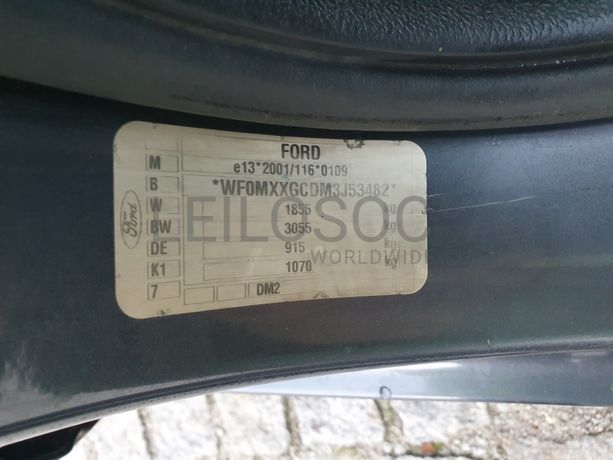 FORD
M e13*2001/116*0109
B *WF0MXXGCDM3J53482*
W 1855 kg
BW 3055 kg
DE 915 kg
K1 1070 kg
7 DM2
Ford
LEILOSOC
WORLDWIDE